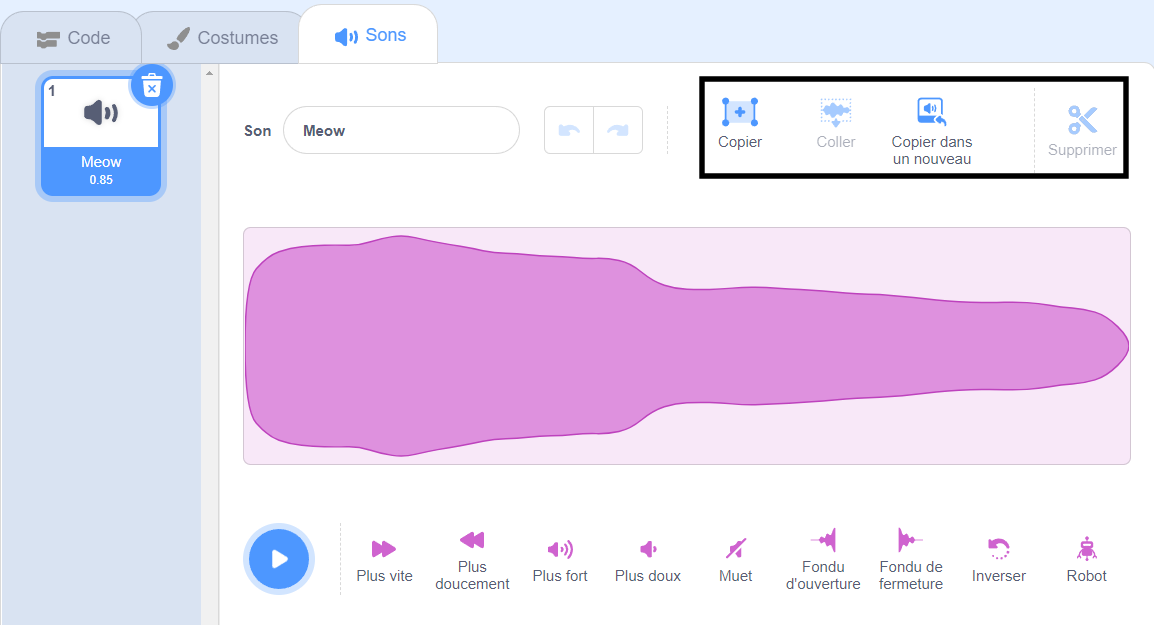 Code
Costumes
Sons
1
Meow
0.85
Son
Meow
Copier
Coller
Copier dans
un nouveau
Supprimer
Plus vite
Plus
doucement
Plus fort
Plus doux
Muet
Fondu
d'ouverture
Fondu de
fermeture
Inverser
Robot